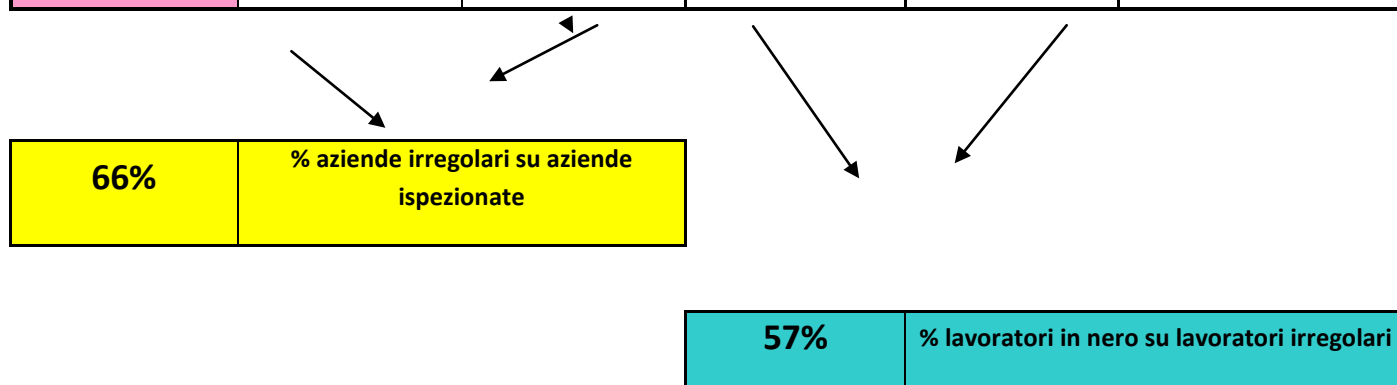 66%
% aziende irregolari su aziende
ispezionate
57%
% lavoratori in nero su lavoratori irregolari